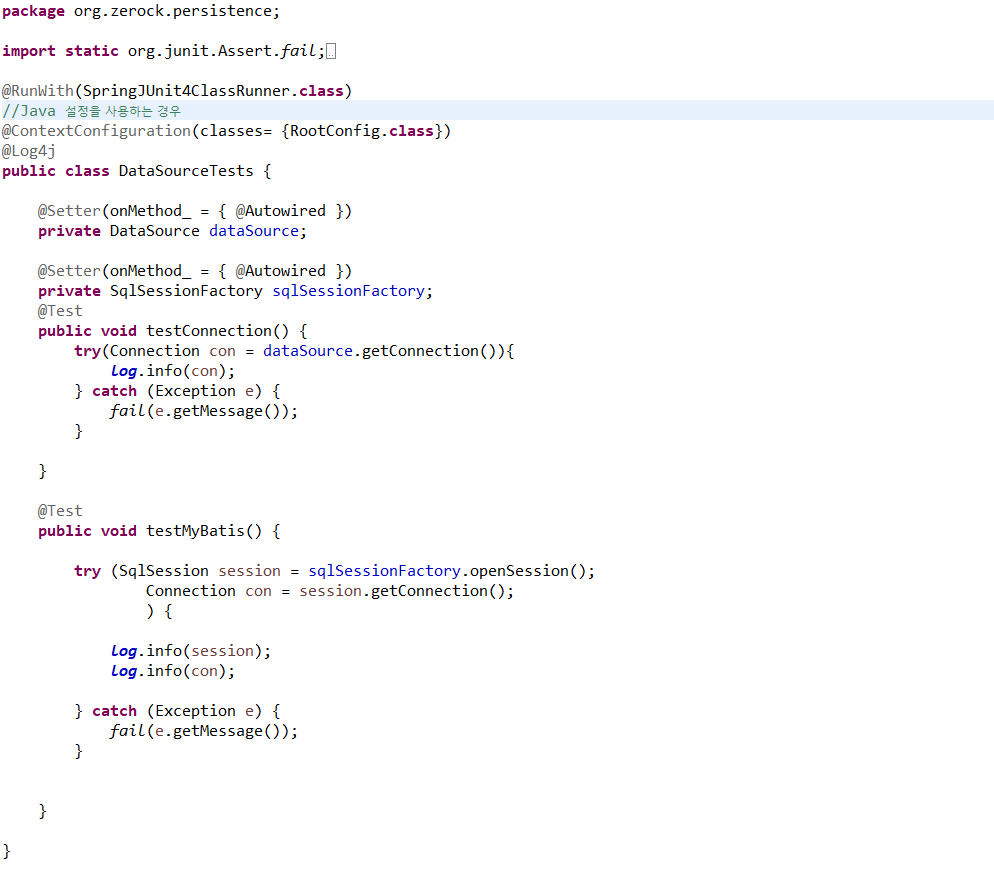 package org.zerock.persistence;
import static org.junit.Assert.fail;
@RunWith(SpringJUnit4ClassRunner.class)
//Java 설정을 사용하는 경우
@ContextConfiguration(classes= {RootConfig.class})
@Log4j
public class DataSourceTests {
@Setter(onMethod_ = { @Autowired })
private DataSource dataSource;
@Setter(onMethod_ = { @Autowired })
private SqlSessionFactory sqlSessionFactory;
@Test
public void testConnection() {
try(Connection con = dataSource.getConnection()){
log.info(con);
} catch (Exception e) {
fail(e.getMessage());
}
}
@Test
public void testMyBatis() {
try (SqlSession session = sqlSessionFactory.openSession();
Connection con = session.getConnection();
) {
log.info(session);
log.info(con);
} catch (Exception e) {
fail(e.getMessage());
}
}
}